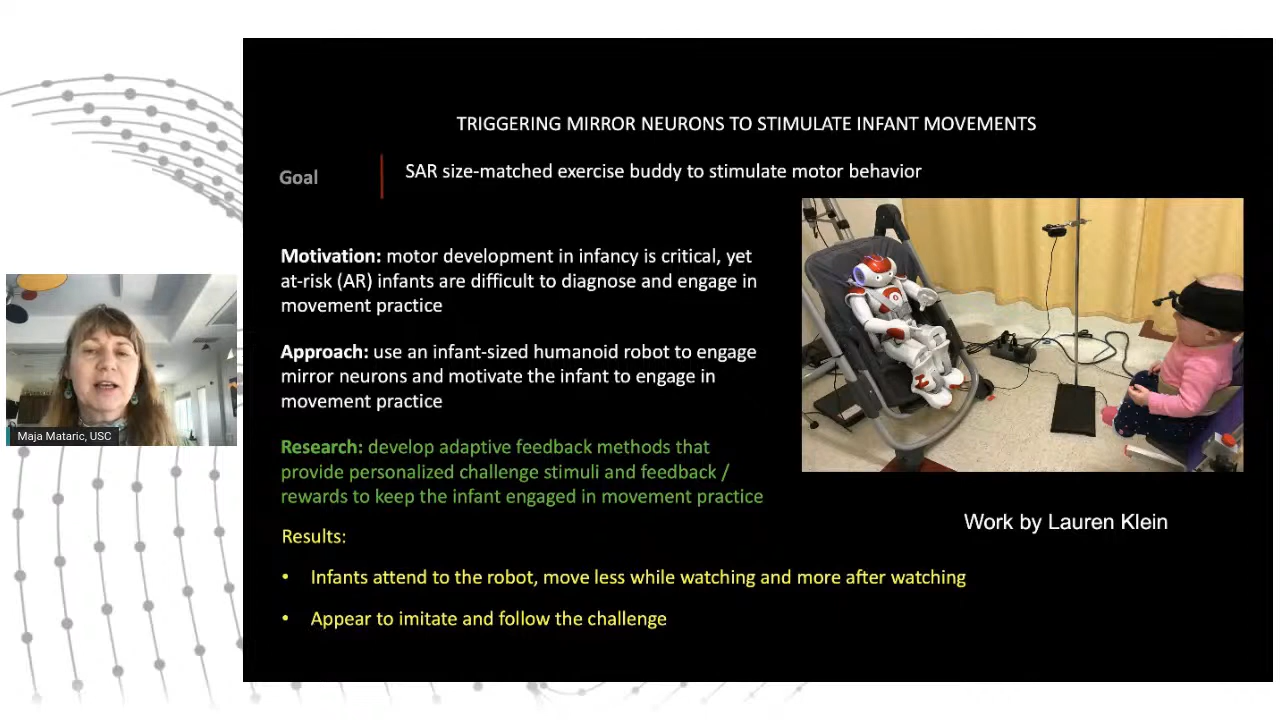 TRIGGERING MIRROR NEURONS TO STIMULATE INFANT MOVEMENTS
Goal
SAR size-matched exercise buddy to stimulate motor behavior
Motivation: motor development in infancy is critical, yet
at-risk (AR) infants are difficult to diagnose and engage in
movement practice
Approach: use an infant-sized humanoid robot to engage
mirror neurons and motivate the infant to engage in
movement practice
Research: develop adaptive feedback methods that
provide personalized challenge stimuli and feedback /
rewards to keep the infant engaged in movement practice
Results:
• Infants attend to the robot, move less while watching and more after watching
• Appear to imitate and follow the challenge
Work by Lauren Klein
Maja Mataric, USC